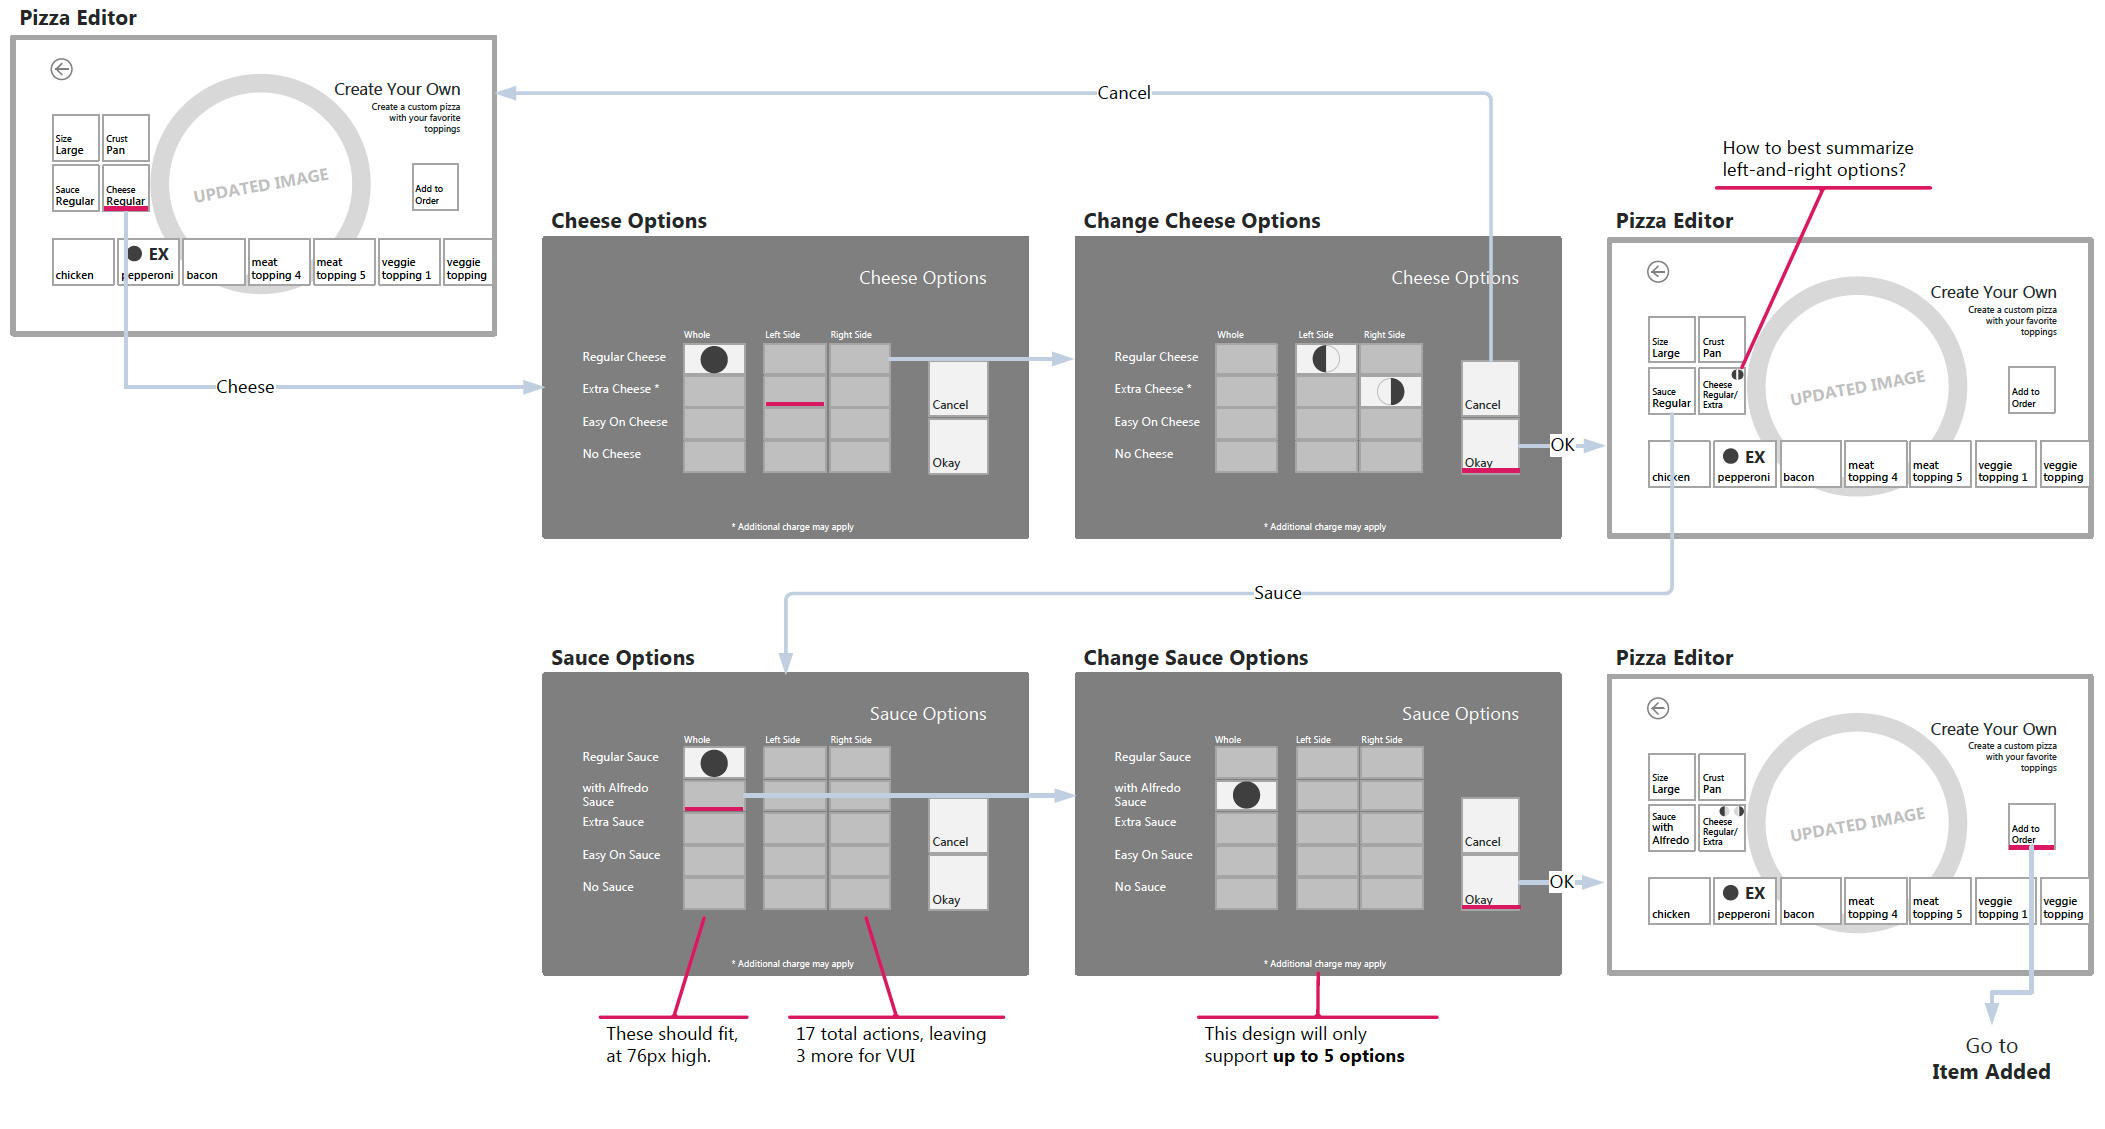 Pizza Editor
Create Your Own
Create a custom pizza
with your favorite
toppings
Size
Large
Crust
Pan
Sauce
Regular
Cheese
Regular
UPDATED IMAGE
Add to
Order
chicken
EX
pepperoni
bacon
meat
topping 4
meat
topping 5
veggie
topping 1
veggie
topping
Cheese
Cancel
Cheese Options
Cheese Options
Whole
Left Side
Right Side
Regular Cheese
Extra Cheese *
Easy On Cheese
No Cheese
Cancel
Okay
* Additional charge may apply
Change Cheese Options
Cheese Options
Whole
Left Side
Right Side
Regular Cheese
Extra Cheese *
Easy On Cheese
No Cheese
Cancel
Okay
* Additional charge may apply
OK
How to best summarize
left-and-right options?
Pizza Editor
Create Your Own
Create a custom pizza
with your favorite
toppings
Size
Large
Crust
Pan
Sauce
Regular
Cheese
Regular/
Extra
UPDATED IMAGE
Add to
Order
chicken
EX
pepperoni
bacon
meat
topping 4
meat
topping 5
veggie
topping 1
veggie
topping
Sauce
Sauce Options
Sauce Options
Whole
Left Side
Right Side
Regular Sauce
with Alfredo
Sauce
Extra Sauce
Easy On Sauce
No Sauce
Cancel
Okay
* Additional charge may apply
These should fit,
at 76px high.
17 total actions, leaving
3 more for VUI
Change Sauce Options
Sauce Options
Whole
Left Side
Right Side
Regular Sauce
with Alfredo
Sauce
Extra Sauce
Easy On Sauce
No Sauce
Cancel
Okay
* Additional charge may apply
This design will only
support up to 5 options
OK
Pizza Editor
Create Your Own
Create a custom pizza
with your favorite
toppings
Size
Large
Crust
Pan
Sauce
with
Alfredo
Cheese
Regular/
Extra
UPDATED IMAGE
Add to
Order
chicken
EX
pepperoni
bacon
meat
topping 4
meat
topping 5
veggie
topping 1
veggie
topping
Go to
Item Added